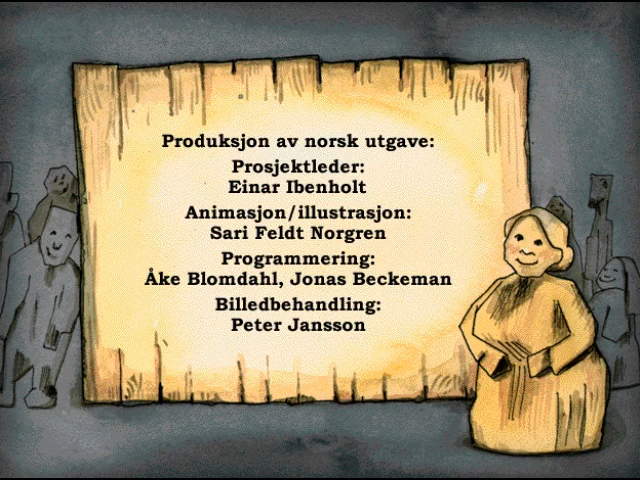 Produksjon av norsk utgave:
Prosjektleder:
Einar Ibenholt
Animasjon/illustrasjon:
Sari Feldt Norgren
Programmering:
Åke Blomdahl, Jonas Beckeman
Billedbehandling:
Peter Jansson